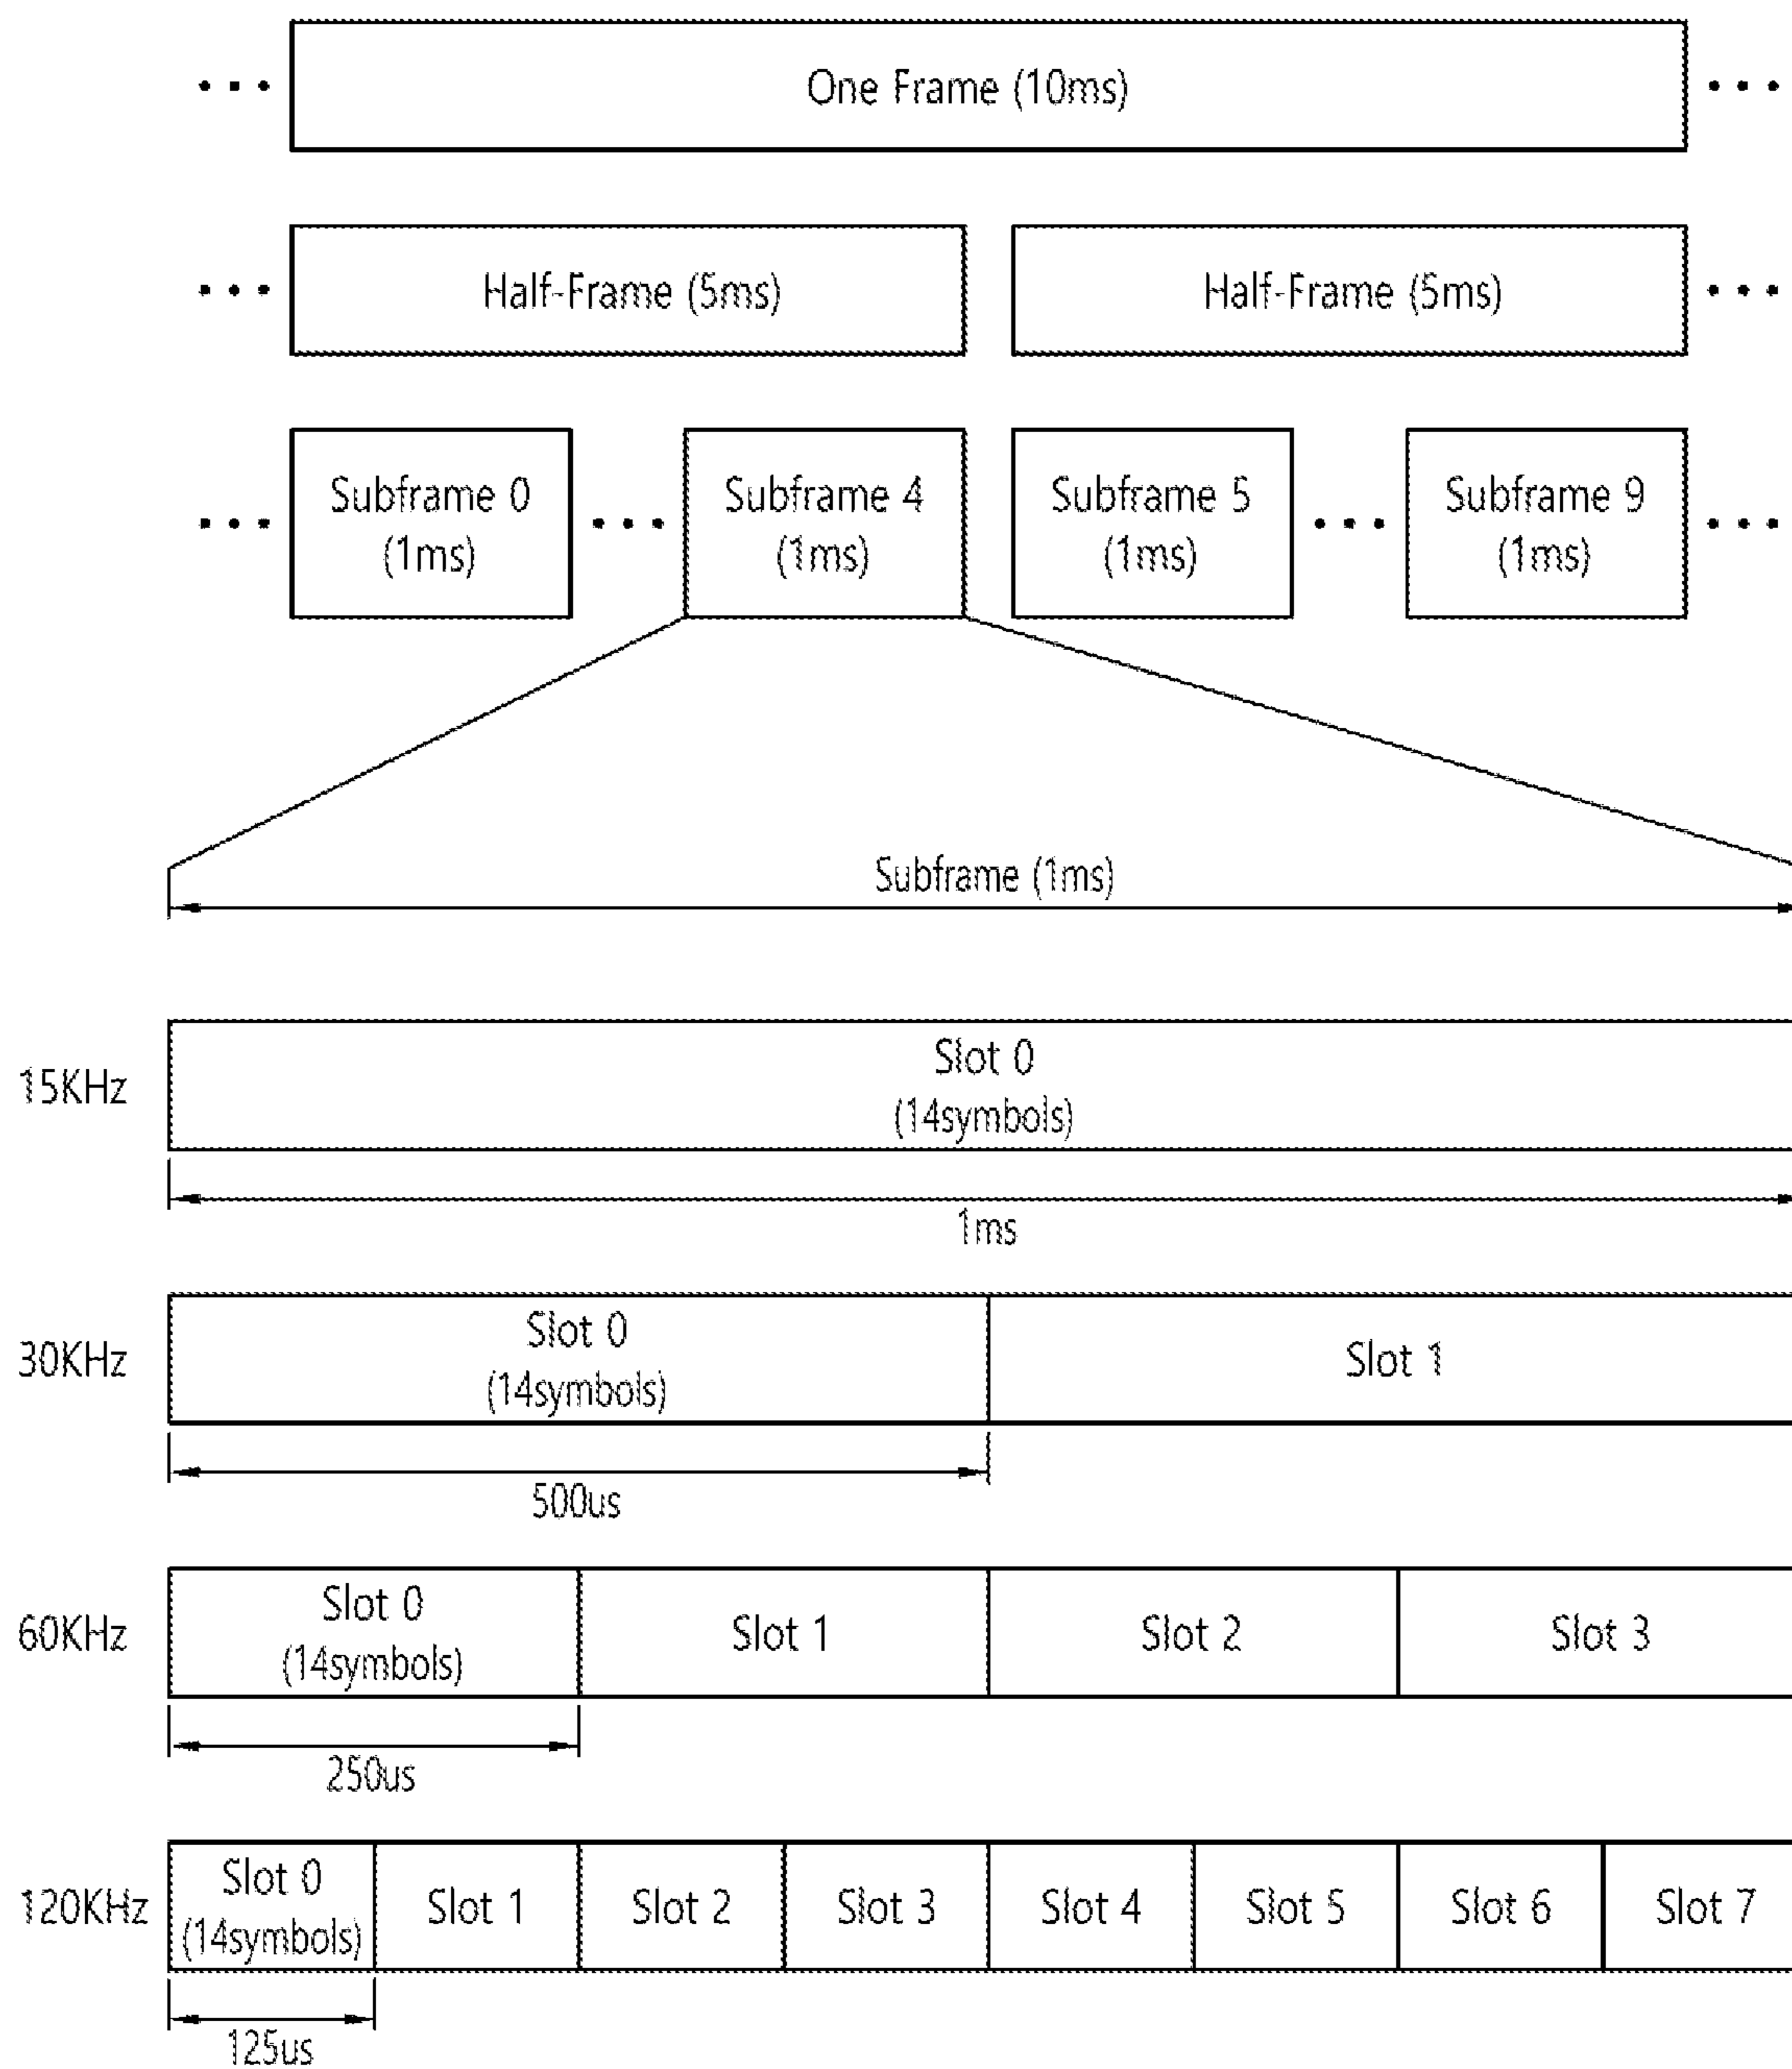 One Frame (10ms)
Half-Frame (5ms)
Half-Frame (5ms)
Subframe 0
(1ms)
Subframe 4
(1ms)
Subframe 5
(1ms)
Subframe 9
(1ms)
Subframe (1ms)
15KHz
Slot 0
(14symbols)
1ms
30KHz
Slot 0
(14symbols)
Slot 1
500us
60KHz
Slot 0
(14symbols)
Slot 1
Slot 2
Slot 3
250us
120KHz
Slot 0
(14symbols)
Slot 1
Slot 2
Slot 3
Slot 4
Slot 5
Slot 6
Slot 7
125us